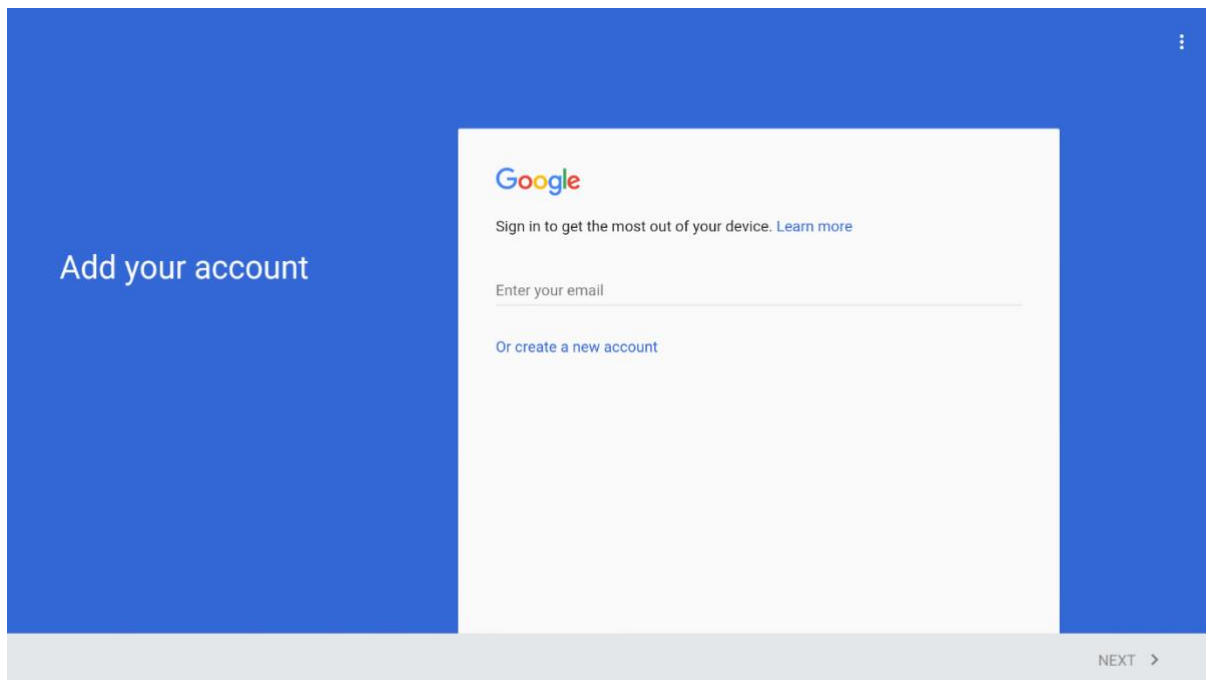 Add your account
Google
Sign in to get the most out of your device. Learn more
Enter your email
Or create a new account
NEXT